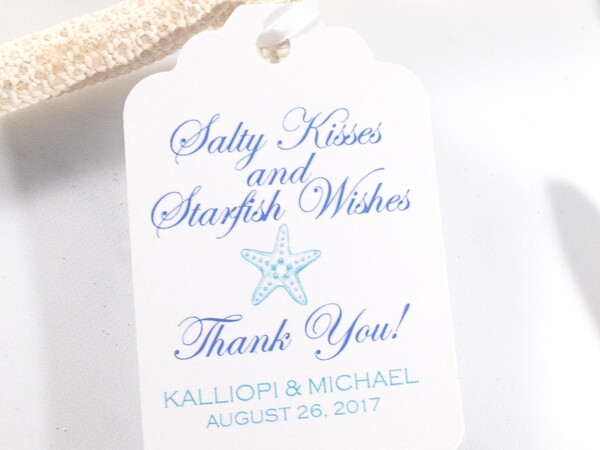 Salty Kisses
and
Starfish Wishes
Thank You!
KALLIOPI & MICHAEL
AUGUST 26, 2017